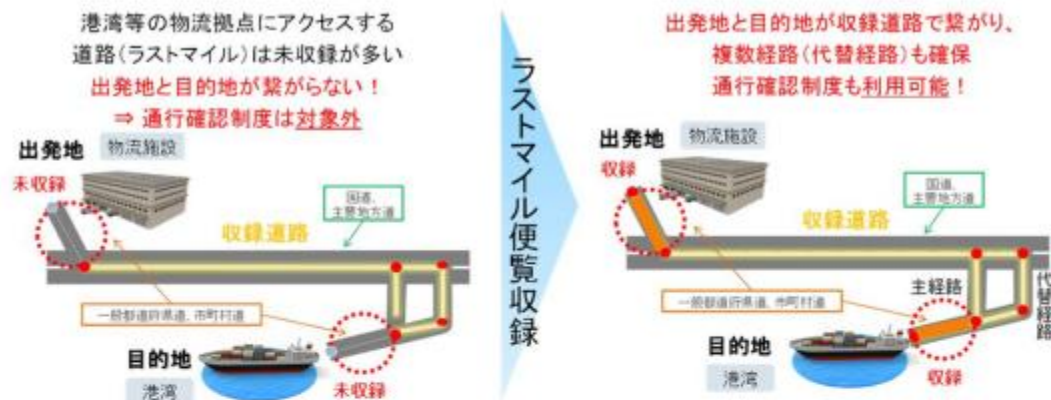 港湾等の物流拠点にアクセスする
道路(ラストマイル)は未収録が多い
出発地と目的地が繋がらない！
⇒ 通行確認制度は対象外
出発地
物流施設
未収録
国道、
主要地方道
収録道路
一般都道府県道、市町村道
目的地
港湾
未収録
ラストマイル便覧収録
出発地と目的地が収録道路で繋がり、
複数経路(代替経路)も確保
通行確認制度も利用可能！
出発地
物流施設
収録
国道、
主要地方道
収録道路
一般都道府県道、市町村道
主経路
代替経路
目的地
港湾
収録